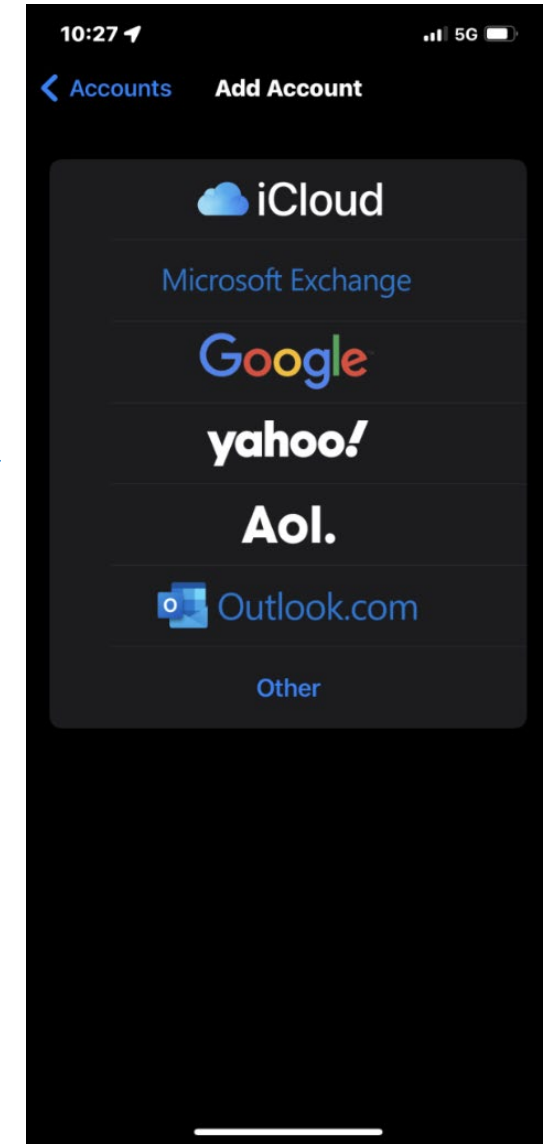 10:27 5G
Accounts Add Account
iCloud
Microsoft Exchange
Google
yahoo!
Aol.
Outlook.com
Other